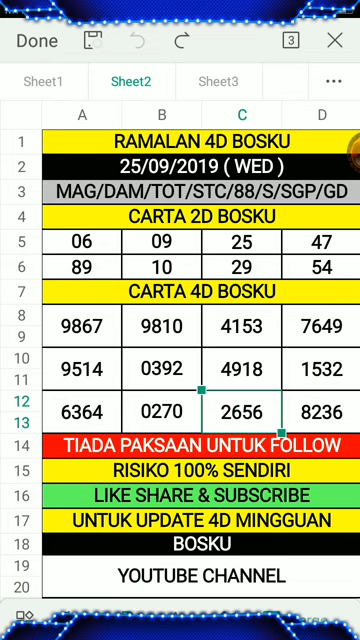 Done 3
Sheet1 Sheet2 Sheet3
A B C D
1 RAMALAN 4D BOSKU
2 25/09/2019 ( WED )
3 MAG/DAM/TOT/STC/88/S/SGP/GD
4 CARTA 2D BOSKU
5 06 09 25 47
6 89 10 29 54
7 CARTA 4D BOSKU
8
9867 9810 4153 7649
9
10
9514 0392 4918 1532
11
12
6364 0270 2656 8236
13
14 TIADA PAKSAAN UNTUK FOLLOW
15 RISIKO 100% SENDIRI
16 LIKE SHARE & SUBSCRIBE
17 UNTUK UPDATE 4D MINGGUAN
18 BOSKU
19
YOUTUBE CHANNEL
20